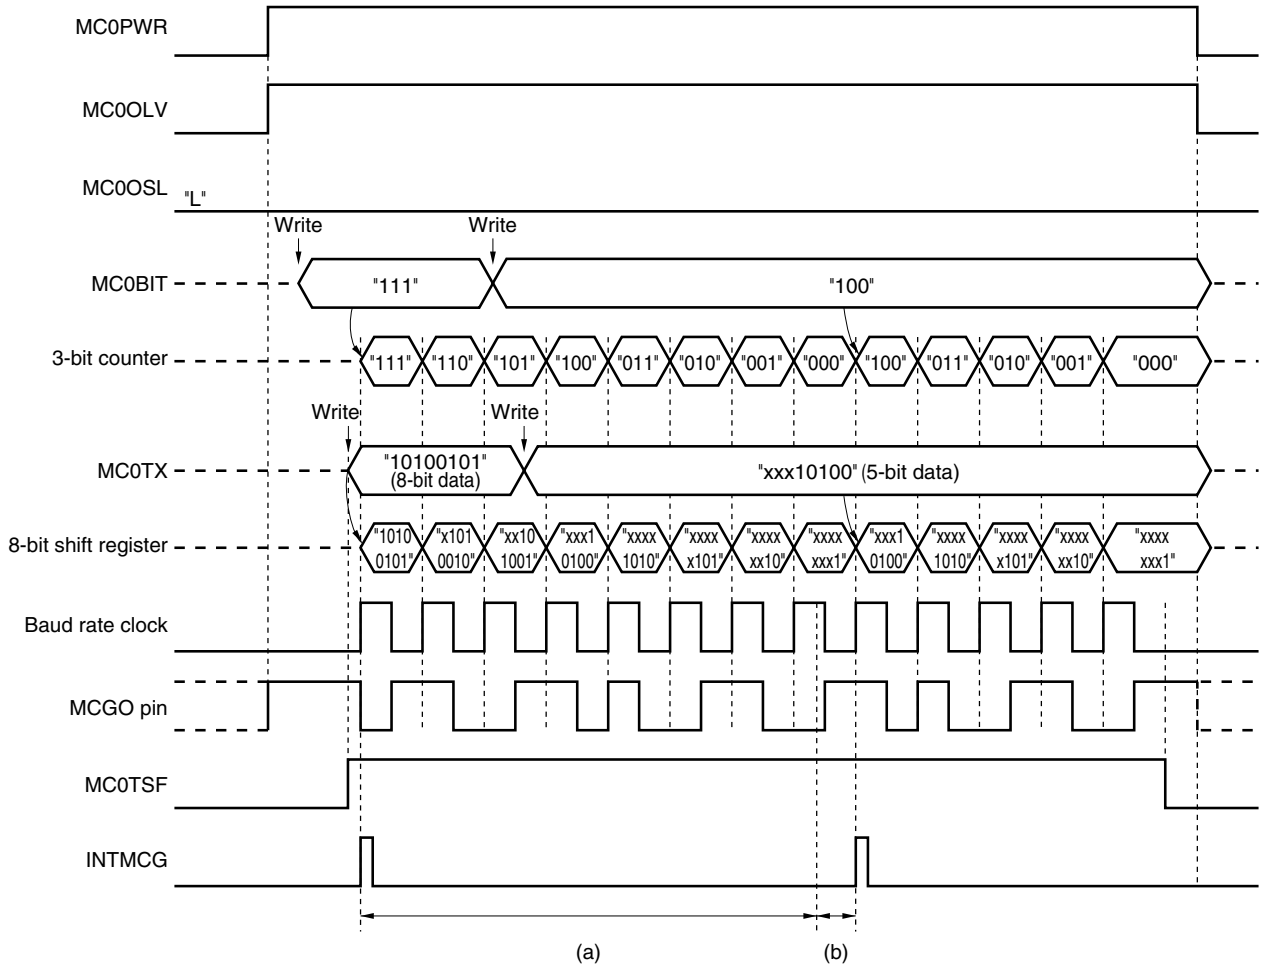 MC0PWR
MC0OLV
MC0OSL "L"
Write Write
MC0BIT "111" "100"
3-bit counter "111" "110" "101" "100" "011" "010" "001" "000" "100" "011" "010" "001" "000"
Write Write
MC0TX "10100101" "xxx10100" (5-bit data)
(8-bit data)
8-bit shift register
"1010 "x101 "xx10 "xxx1 "xxxx "xxxx "xxxx "xxxx "xxx1 "xxxx "xxxx "xxxx "xxxx
0101" 0010" 1001" 0100" 1010" x101" xx10" xxx1" 0100" 1010" x101" xx10" xxx1"
Baud rate clock
MCGO pin
MC0TSF
INTMCG
(a) (b)